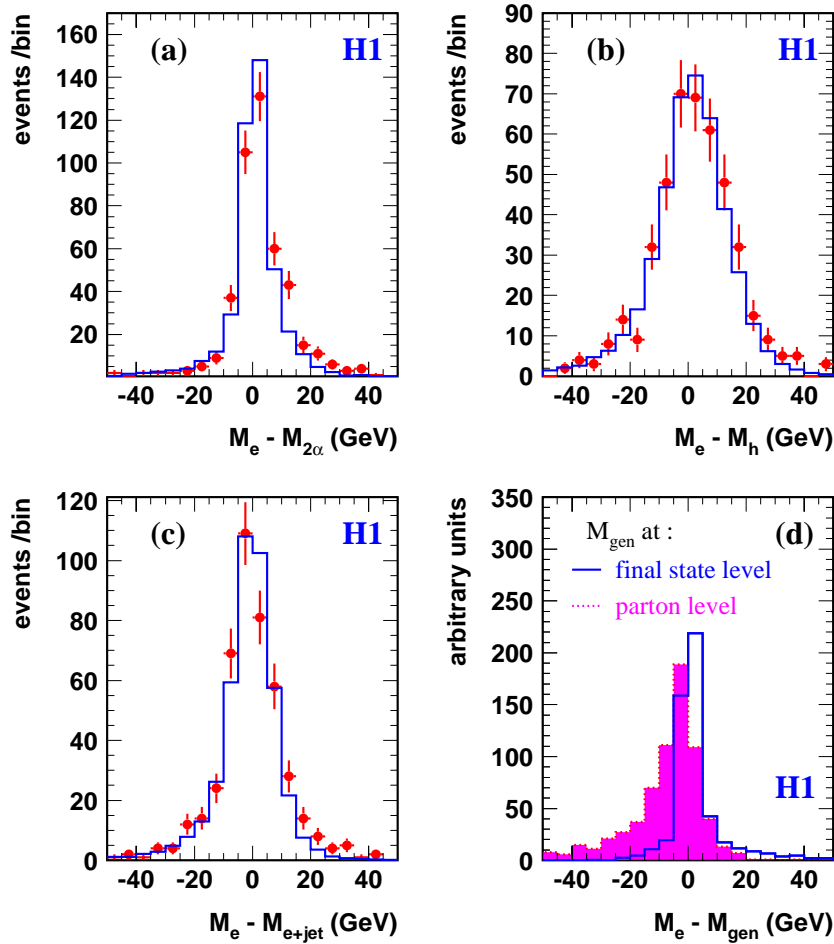 (a)
H1
events /bin
160
140
120
100
80
60
40
20
-40 -20 0 20 40
M_e - M_2α (GeV)
(b)
H1
events /bin
90
80
70
60
50
40
30
20
10
0
-40 -20 0 20 40
M_e - M_h (GeV)
(c)
H1
events /bin
120
100
80
60
40
20
0
-40 -20 0 20 40
M_e - M_e+jet (GeV)
(d)
M_gen at :
final state level
parton level
H1
arbitrary units
350
300
250
200
150
100
50
0
-40 -20 0 20 40
M_e - M_gen (GeV)